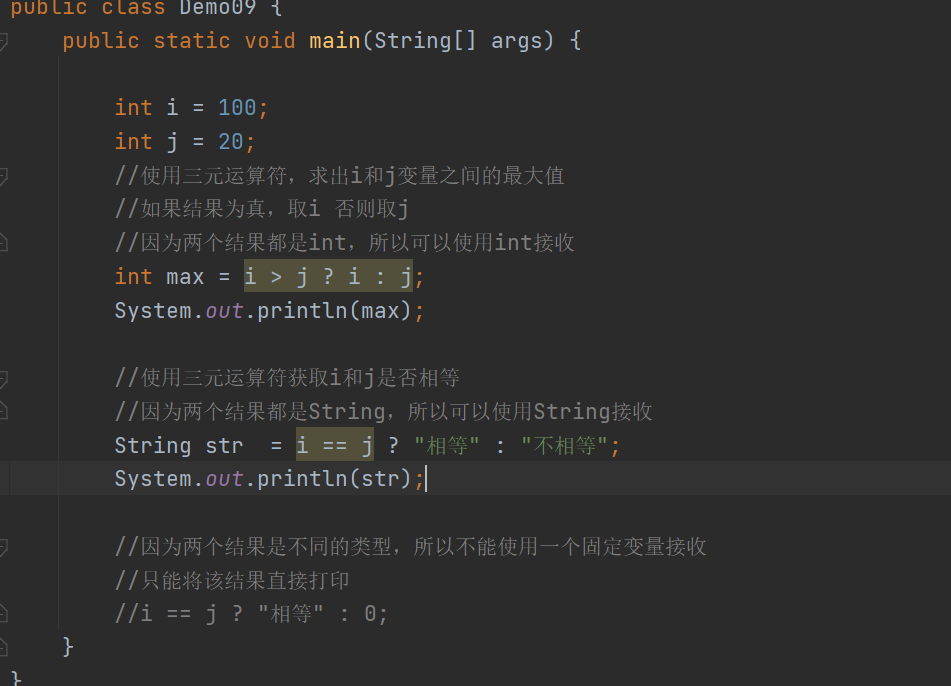 public class Demo09 {
public static void main(String[] args) {
int i = 100;
int j = 20;
//使用三元运算符，求出i和j变量之间的最大值
//如果结果为真，取i 否则取j
//因为两个结果都是int，所以可以使用int接收
int max = i > j ? i : j;
System.out.println(max);
//使用三元运算符获取i和j是否相等
//因为两个结果都是String，所以可以使用String接收
String str  = i == j ? "相等" : "不相等";
System.out.println(str);
//因为两个结果是不同的类型，所以不能使用一个固定变量接收
//只能将该结果直接打印
//i == j ? "相等" : 0;
}
}